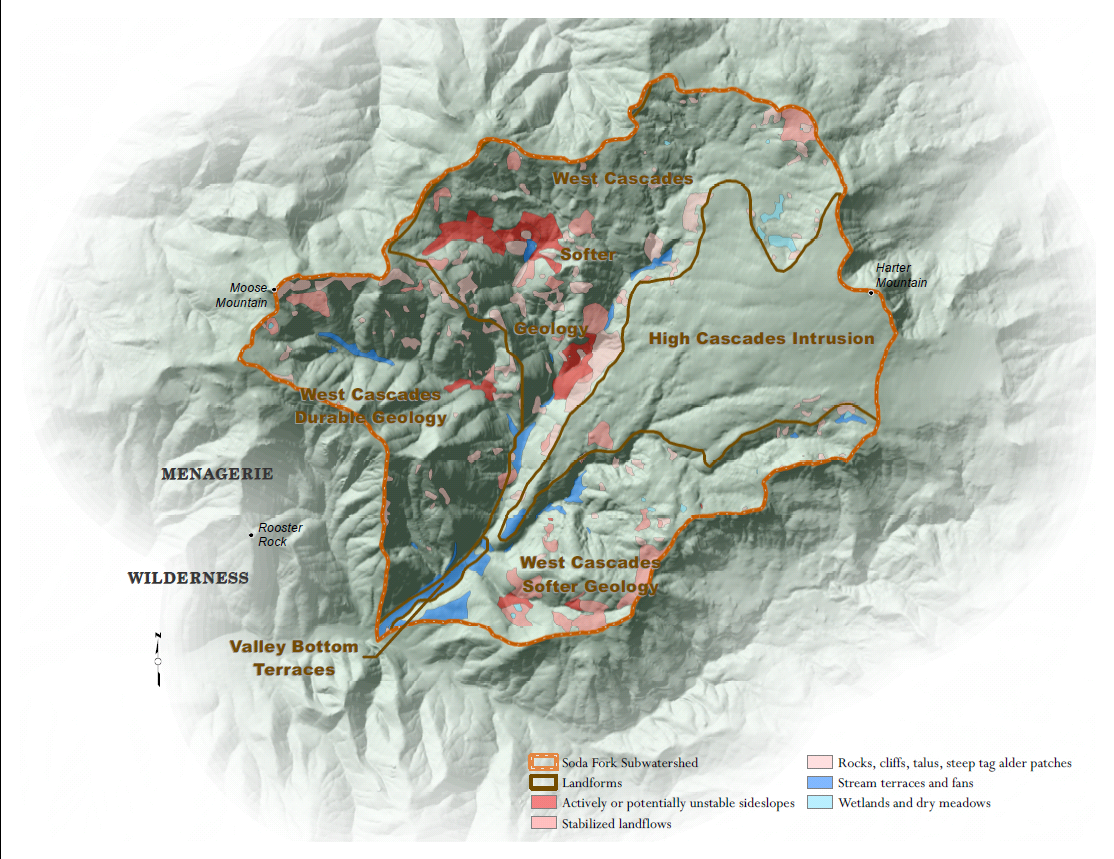 West Cascades
Softer
Geology
Moose
Mountain
Harter
Mountain
High Cascades Intrusion
West Cascades
Durable Geology
MENAGERIE
Rooster
Rock
WILDERNESS
West Cascades
Softer Geology
Valley Bottom
Terraces
N
Soda Fork Subwatershed
Landforms
Actively or potentially unstable sideslopes
Stabilized landflows
Rocks, cliffs, talus, steep tag alder patches
Stream terraces and fans
Wetlands and dry meadows